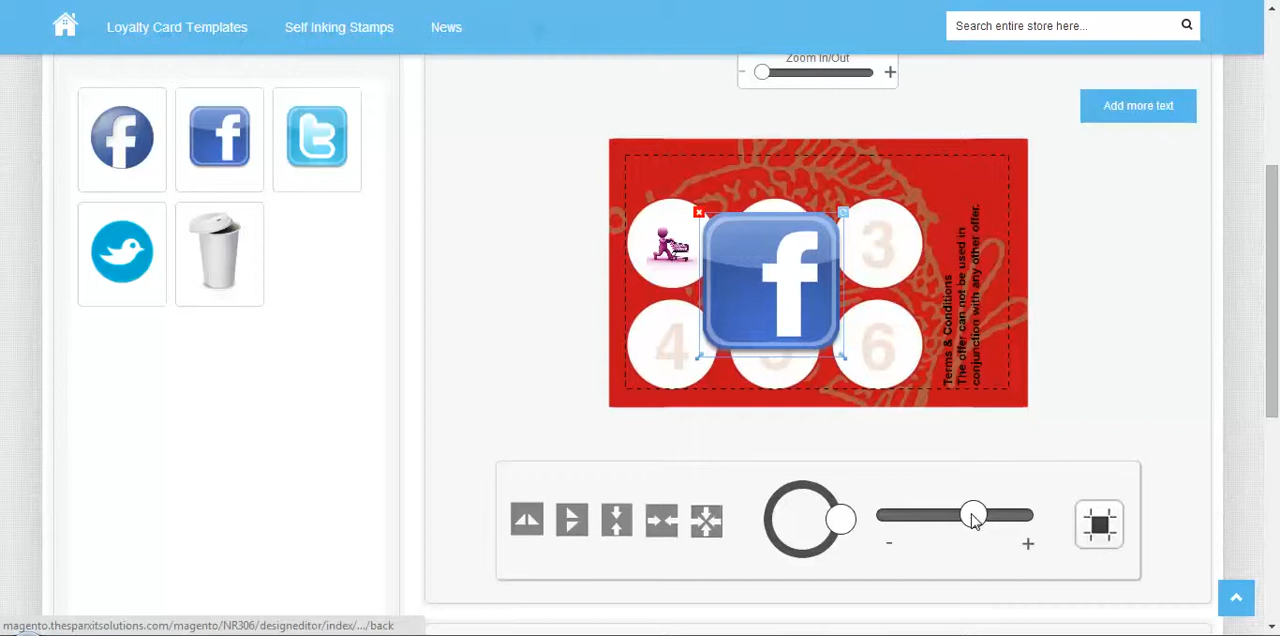 Loyalty Card Templates
Self Inking Stamps
News
Search entire store here...
Zoom In/Out
- +
Add more text
f
f
t
3
4
5
6
f
Terms & Conditions
The offer can not be used in
conjunction with any other offer.
- +
magento.thesparxitsolutions.com/magento/NR306/designeditor/index/.../back